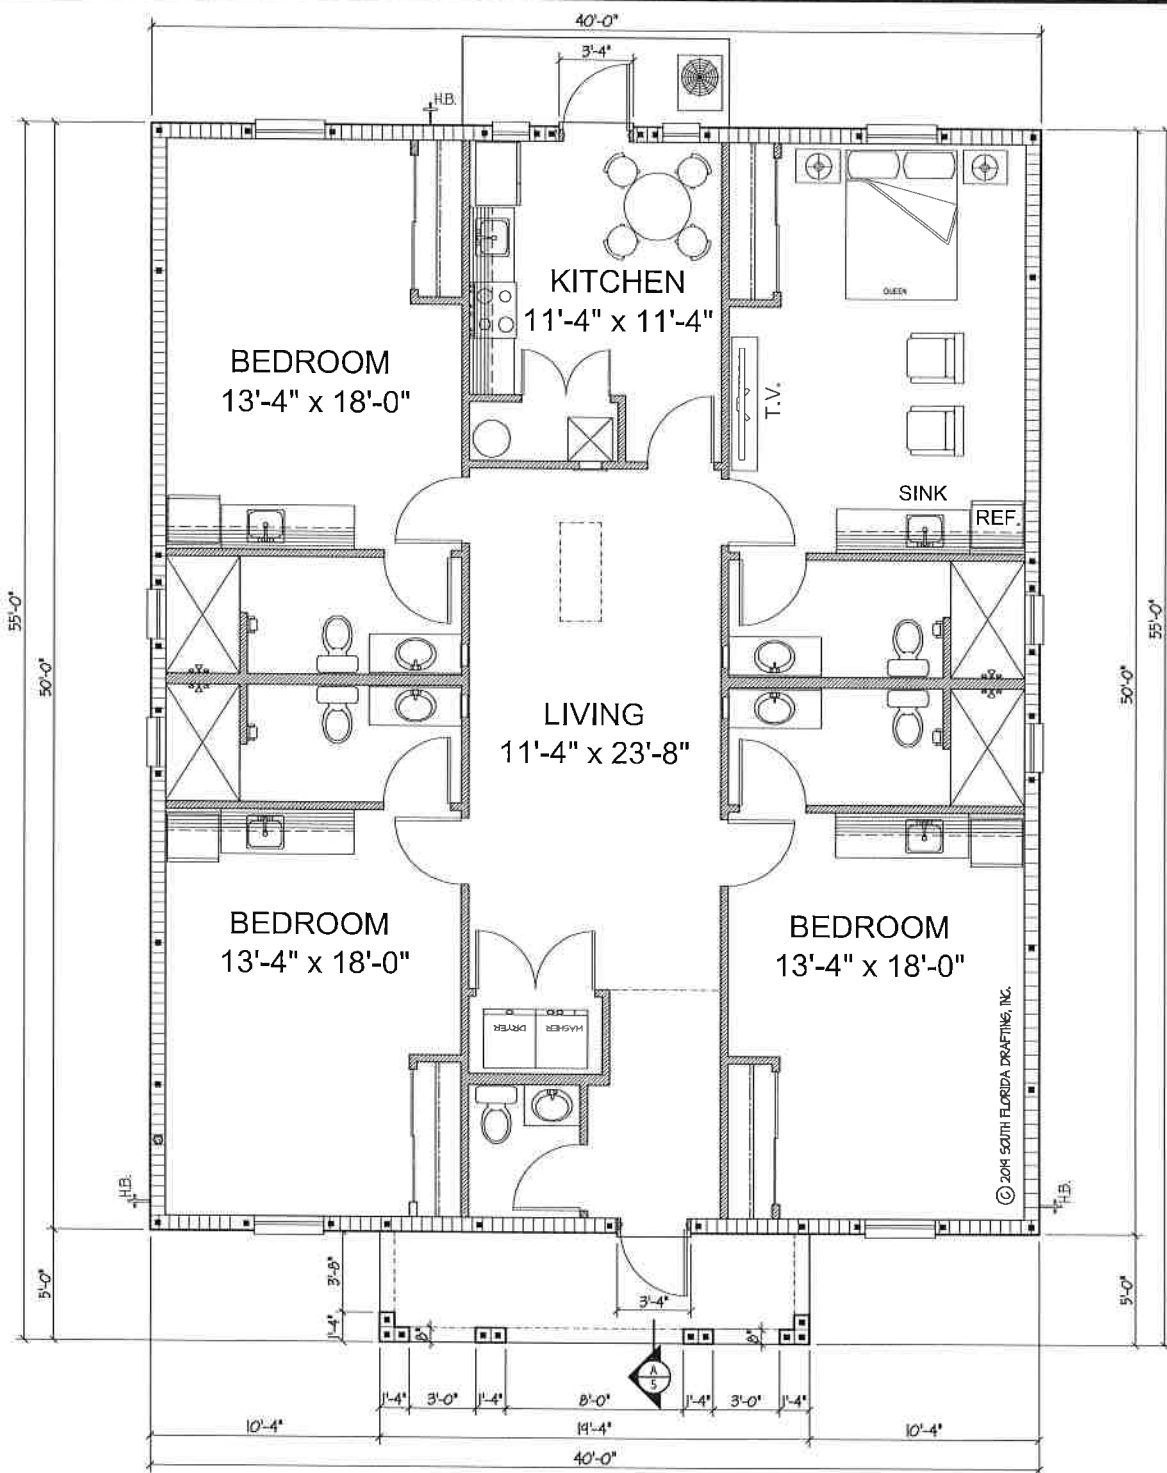 40'-0"
3'-4"
H.B.
QUEEN
KITCHEN
11'-4" x 11'-4"
BEDROOM
13'-4" x 18'-0"
T.V.
SINK
REF.
55'-0"
50'-0"
50'-0"
55'-0"
LIVING
11'-4" x 23'-8"
BEDROOM
13'-4" x 18'-0"
BEDROOM
13'-4" x 18'-0"
DRYER
WASHER
© 2019 SOUTH FLORIDA DRAFTING, INC.
H.B.
H.B.
5'-0"
3'-8"
1'-4"
8"
3'-4"
8"
5'-0"
A
5
1'-4"
3'-0"
1'-4"
8'-0"
1'-4"
3'-0"
1'-4"
10'-4"
19'-4"
10'-4"
40'-0"